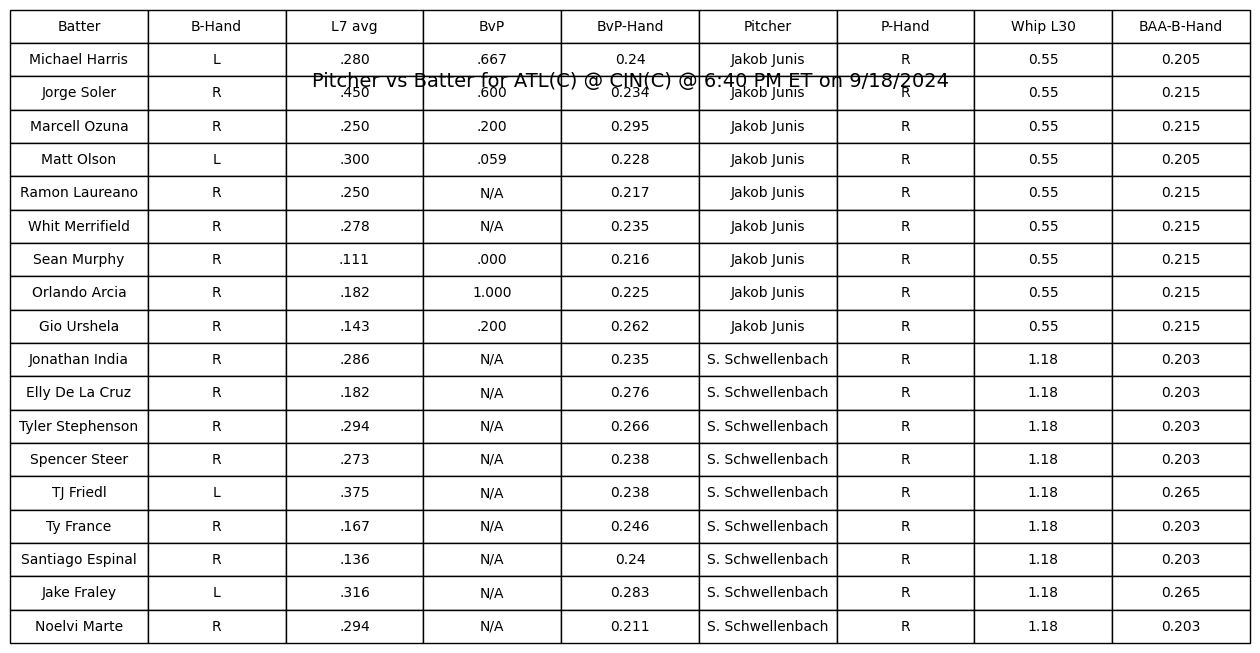 Batter B-Hand L7 avg BvP BvP-Hand Pitcher P-Hand Whip L30 BAA-B-Hand
Michael Harris L .280 .667 0.24 Jakob Junis R 0.55 0.205
Pitcher vs Batter for ATL(C) @ CIN(C) @ 6:40 PM ET on 9/18/2024
Jorge Soler R .450 .600 0.234 Jakob Junis R 0.55 0.215
Marcell Ozuna R .250 .200 0.295 Jakob Junis R 0.55 0.215
Matt Olson L .300 .059 0.228 Jakob Junis R 0.55 0.205
Ramon Laureano R .250 N/A 0.217 Jakob Junis R 0.55 0.215
Whit Merrifield R .278 N/A 0.235 Jakob Junis R 0.55 0.215
Sean Murphy R .111 .000 0.216 Jakob Junis R 0.55 0.215
Orlando Arcia R .182 1.000 0.225 Jakob Junis R 0.55 0.215
Gio Urshela R .143 .200 0.262 Jakob Junis R 0.55 0.215
Jonathan India R .286 N/A 0.235 S. Schwellenbach R 1.18 0.203
Elly De La Cruz R .182 N/A 0.276 S. Schwellenbach R 1.18 0.203
Tyler Stephenson R .294 N/A 0.266 S. Schwellenbach R 1.18 0.203
Spencer Steer R .273 N/A 0.238 S. Schwellenbach R 1.18 0.203
TJ Friedl L .375 N/A 0.238 S. Schwellenbach R 1.18 0.265
Ty France R .167 N/A 0.246 S. Schwellenbach R 1.18 0.203
Santiago Espinal R .136 N/A 0.24 S. Schwellenbach R 1.18 0.203
Jake Fraley L .316 N/A 0.283 S. Schwellenbach R 1.18 0.265
Noelvi Marte R .294 N/A 0.211 S. Schwellenbach R 1.18 0.203